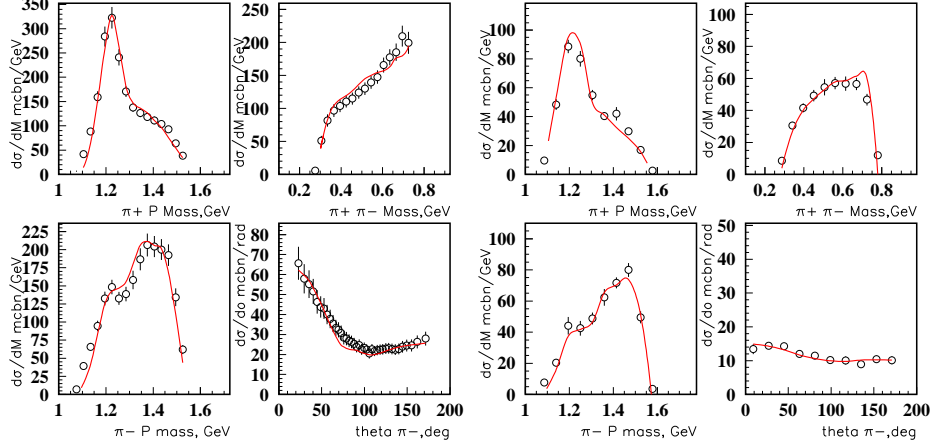 dσ/dM mcbn/GeV
350
300
250
200
150
100
50
0
1 1.2 1.4 1.6
π+ P Mass,GeV
dσ/dM mcbn/GeV
250
200
150
100
50
0
0.2 0.4 0.6 0.8
π+ π− Mass,GeV
dσ/dM mcbn/GeV
100
80
60
40
20
0
1 1.2 1.4 1.6
π+ P Mass,GeV
dσ/dM mcbn/GeV
100
80
60
40
20
0
0.2 0.4 0.6 0.8
π+ π− Mass,GeV
dσ/dM mcbn/GeV
225
200
175
150
125
100
75
50
25
0
1 1.2 1.4 1.6
π− P mass, GeV
dσ/do mcbn/rad
80
70
60
50
40
30
20
10
0
0 50 100 150 200
theta π−,deg
dσ/dM mcbn/GeV
100
80
60
40
20
0
1 1.2 1.4 1.6
π− P mass,GeV
dσ/do mcbn/rad
50
40
30
20
10
0
0 50 100 150 200
theta π−,deg